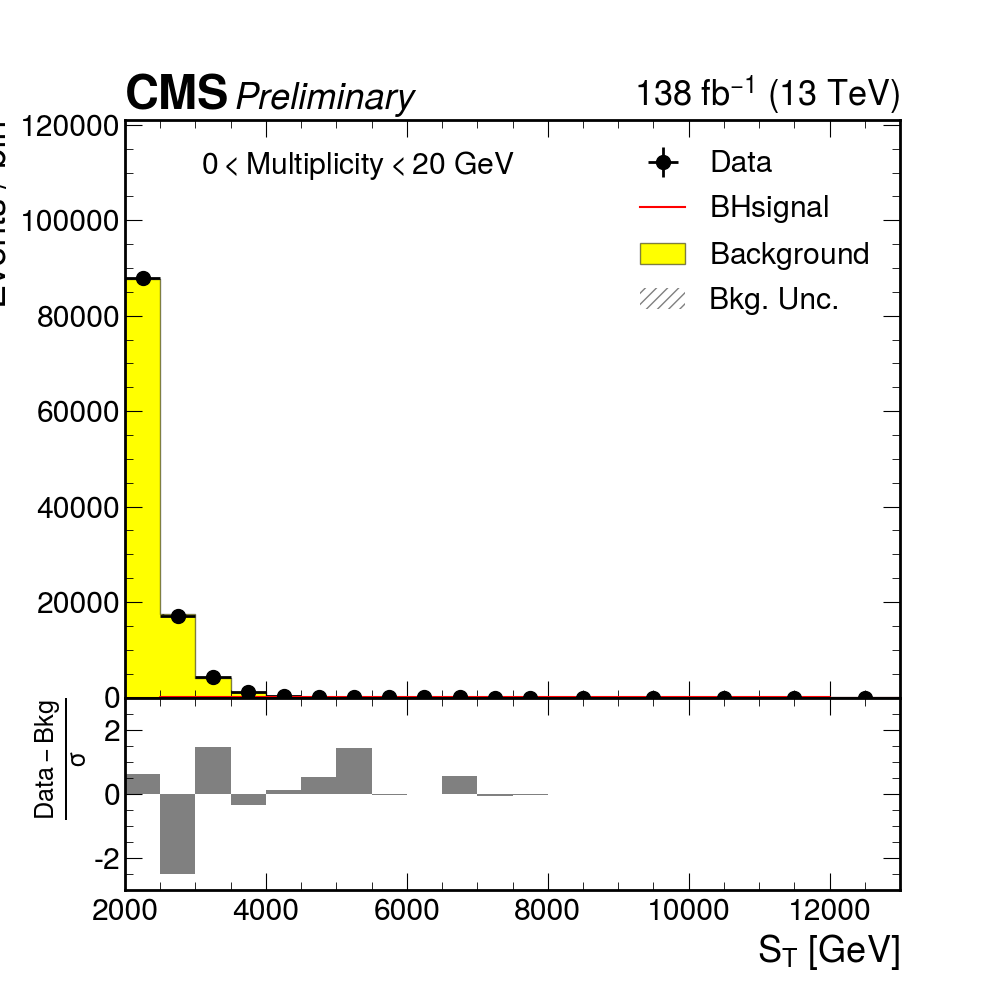 CMS Preliminary 138 fb⁻¹ (13 TeV)
0 < Multiplicity < 20 GeV
Data
BHsignal
Background
Bkg. Unc.
120000
100000
80000
60000
40000
20000
0
Data − Bkg
σ
2
0
-2
2000 4000 6000 8000 10000 12000
S_T [GeV]